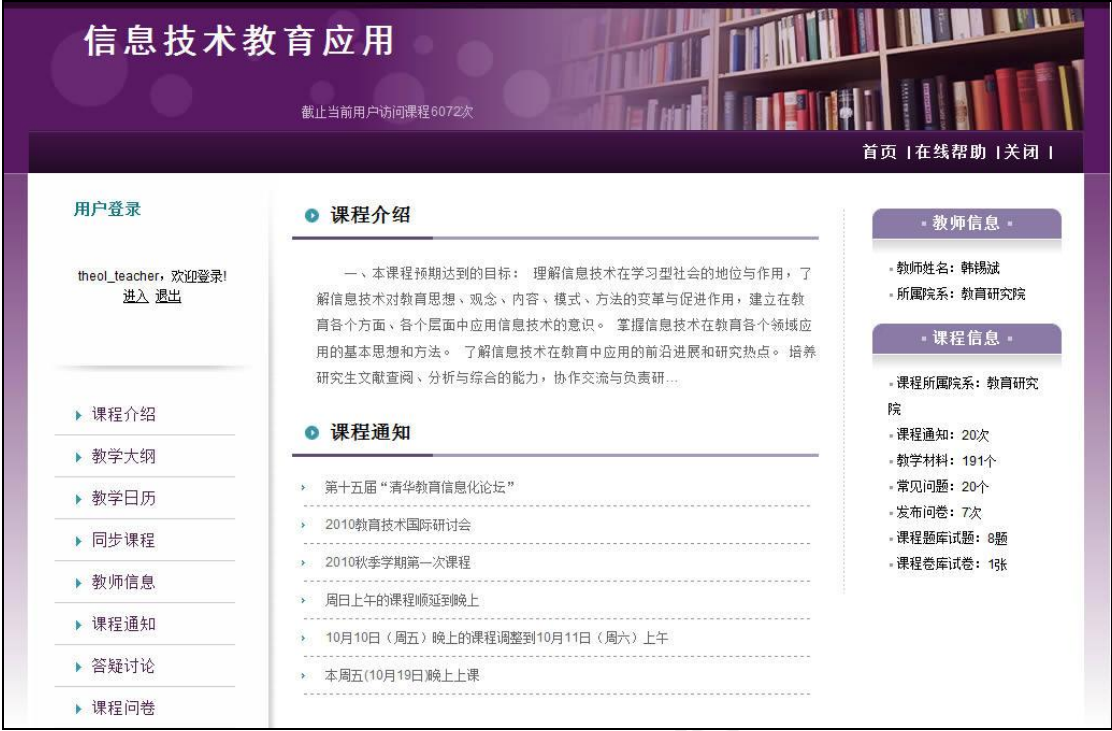 信息技术教育应用
截止当前用户访问课程6072次
首页 |在线帮助 |关闭 |
用户登录
theol_teacher，欢迎登录!
进入 退出
课程介绍
教学大纲
教学日历
同步课程
教师信息
课程通知
答疑讨论
课程问卷
课程介绍
一、本课程预期达到的目标： 理解信息技术在学习型社会的地位与作用，了
解信息技术对教育思想、观念、内容、模式、方法的变革与促进作用，建立在教
育各个方面、各个层面中应用信息技术的意识。 掌握信息技术在教育各个领域应
用的基本思想和方法。 了解信息技术在教育中应用的前沿进展和研究热点。 培养
研究生文献查阅、分析与综合的能力，协作交流与负责研...
课程通知
第十五届“清华教育信息化论坛”
2010教育技术国际研讨会
2010秋季学期第一次课程
周日上午的课程顺延到晚上
10月10日（周五）晚上的课程调整到10月11日（周六）上午
本周五(10月19日)晚上上课
教师信息
教师姓名：韩锡斌
所属院系：教育研究院
课程信息
课程所属院系：教育研究
院
课程通知：20次
教学材料：191个
常见问题：20个
发布问卷：7次
课程题库试题：8题
课程卷库试卷：1张